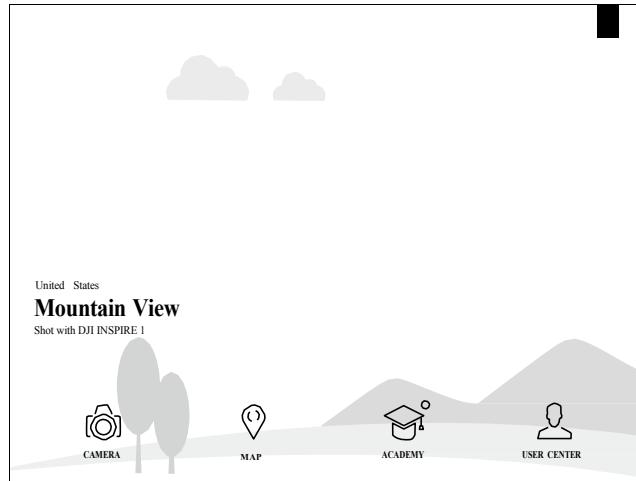 United States
Mountain View
Shot with DJI INSPIRE 1
CAMERA MAP ACADEMY USER CENTER